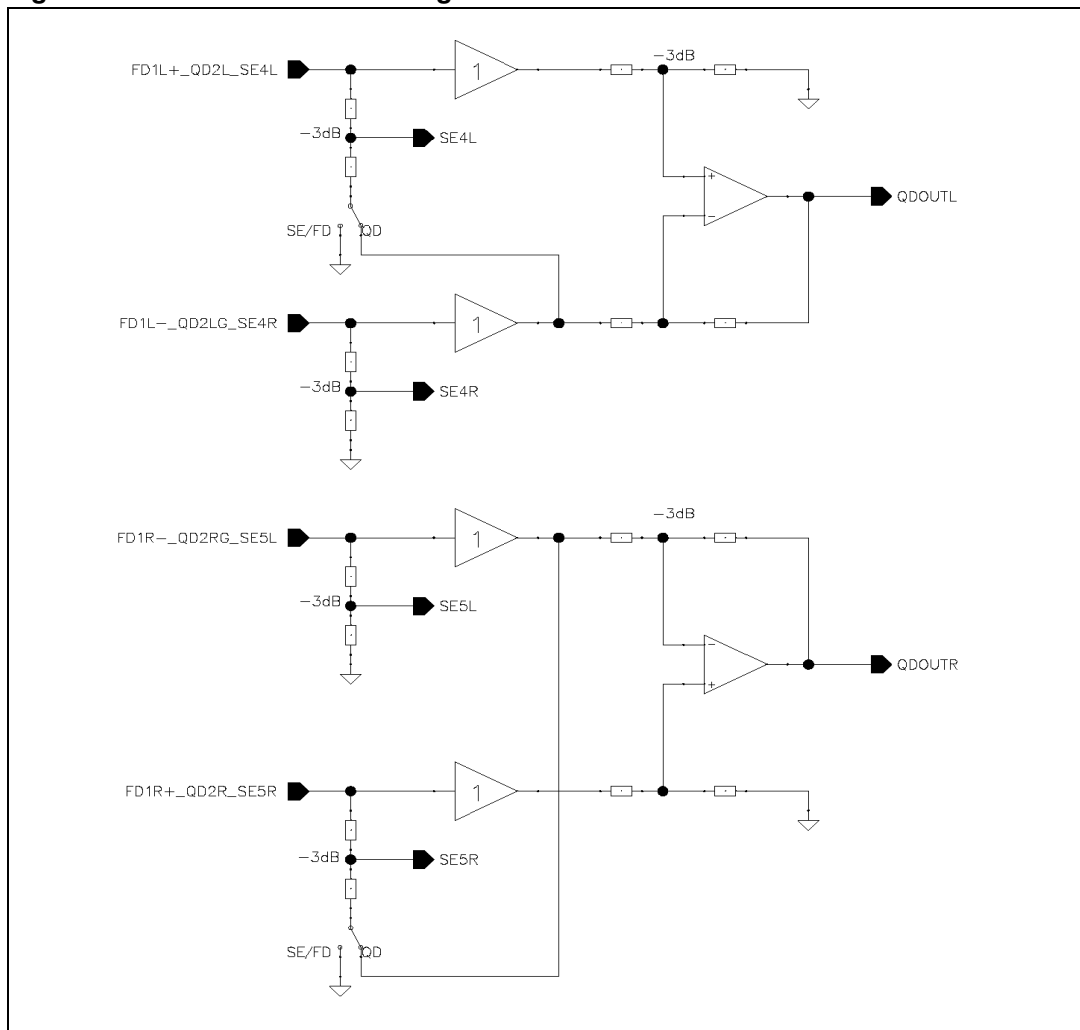 FD1L+_QD2L_SE4L
1
-3dB
-3dB
SE4L
+
-
QDOUTL
SE/FD
QD
FD1L-_QD2LG_SE4R
1
-3dB
SE4R
FD1R-_QD2RG_SE5L
1
-3dB
-3dB
SE5L
-
+
QDOUTR
FD1R+_QD2R_SE5R
1
-3dB
SE5R
SE/FD
QD